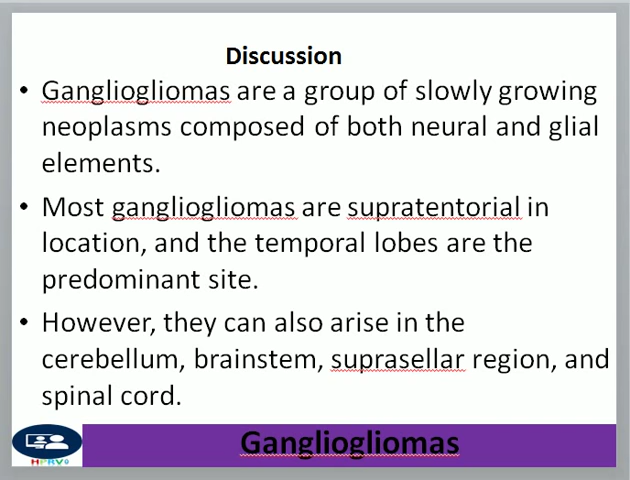 Discussion
• Gangliogliomas are a group of slowly growing
neoplasms composed of both neural and glial
elements.
• Most gangliogliomas are supratentorial in
location, and the temporal lobes are the
predominant site.
• However, they can also arise in the
cerebellum, brainstem, suprasellar region, and
spinal cord.
Gangliogliomas